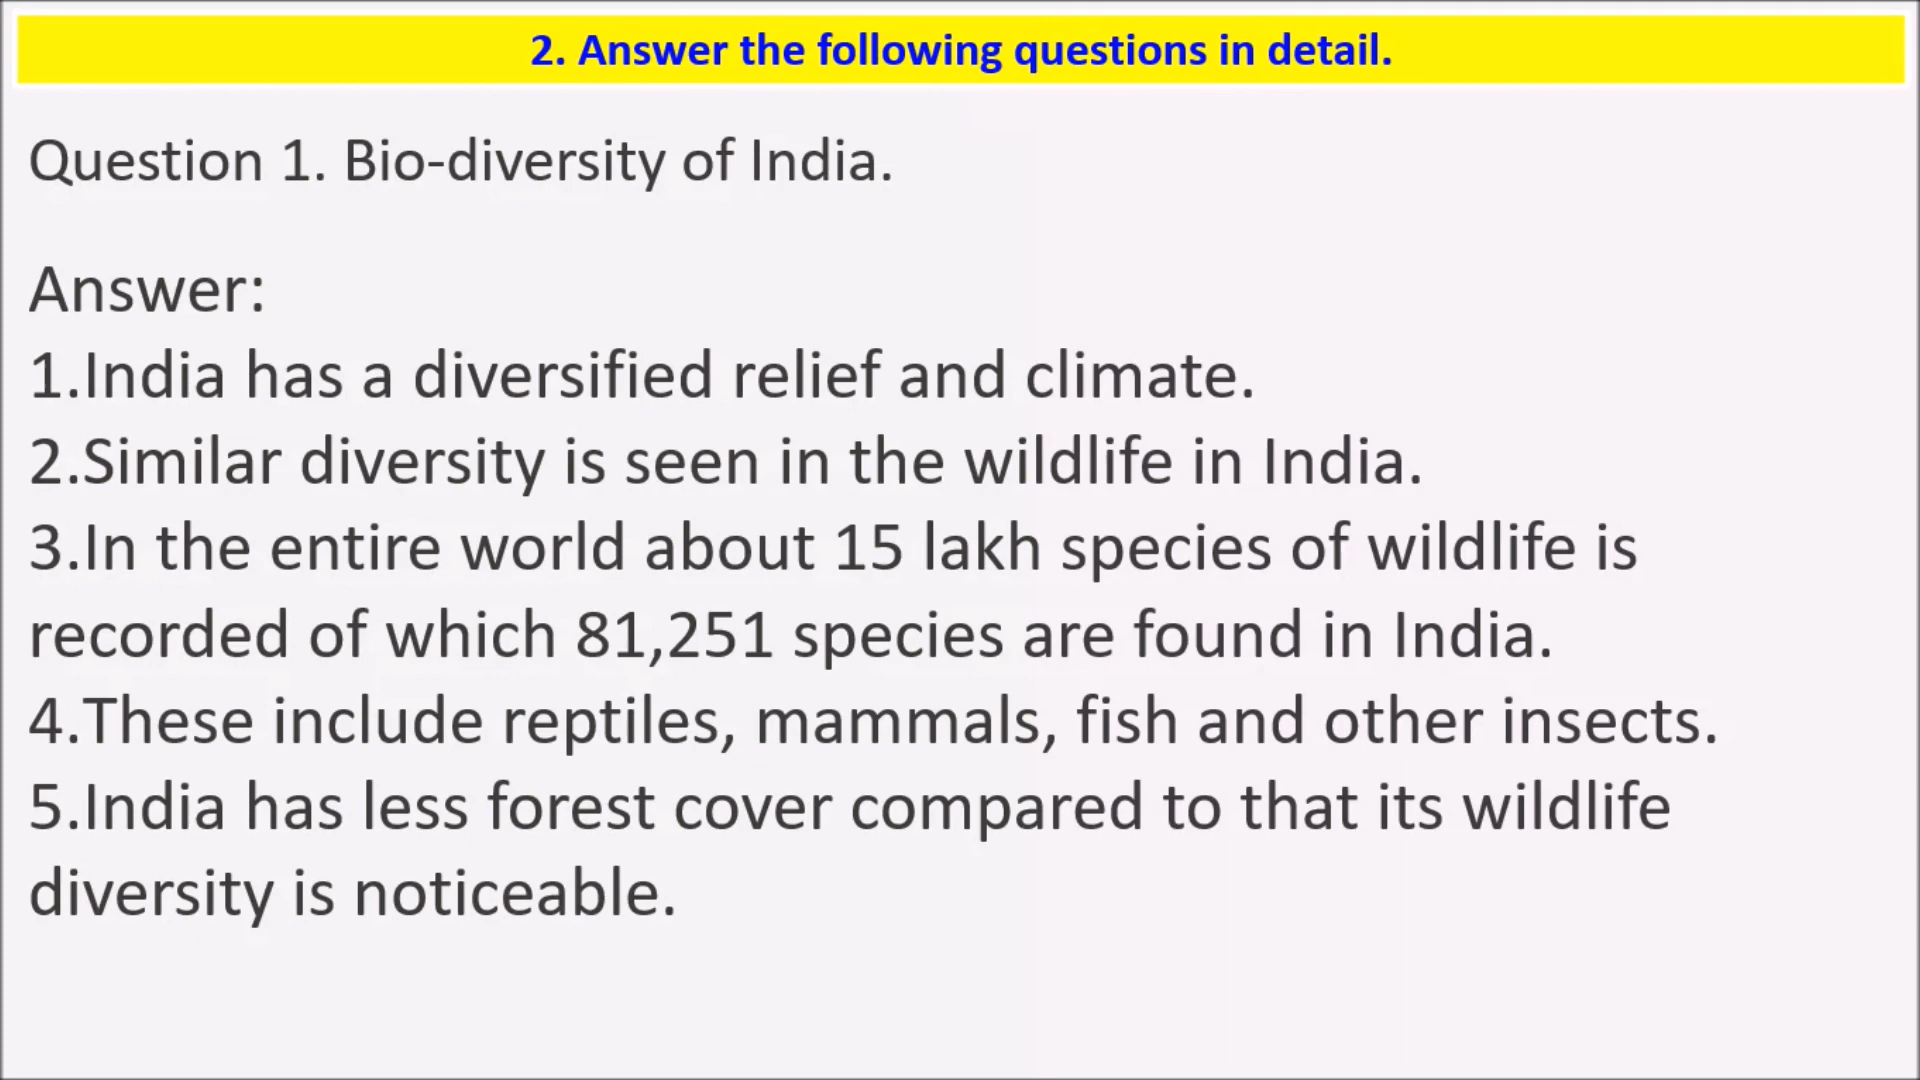 2. Answer the following questions in detail.
Question 1. Bio-diversity of India.
Answer:
1.India has a diversified relief and climate.
2.Similar diversity is seen in the wildlife in India.
3.In the entire world about 15 lakh species of wildlife is
recorded of which 81,251 species are found in India.
4.These include reptiles, mammals, fish and other insects.
5.India has less forest cover compared to that its wildlife
diversity is noticeable.